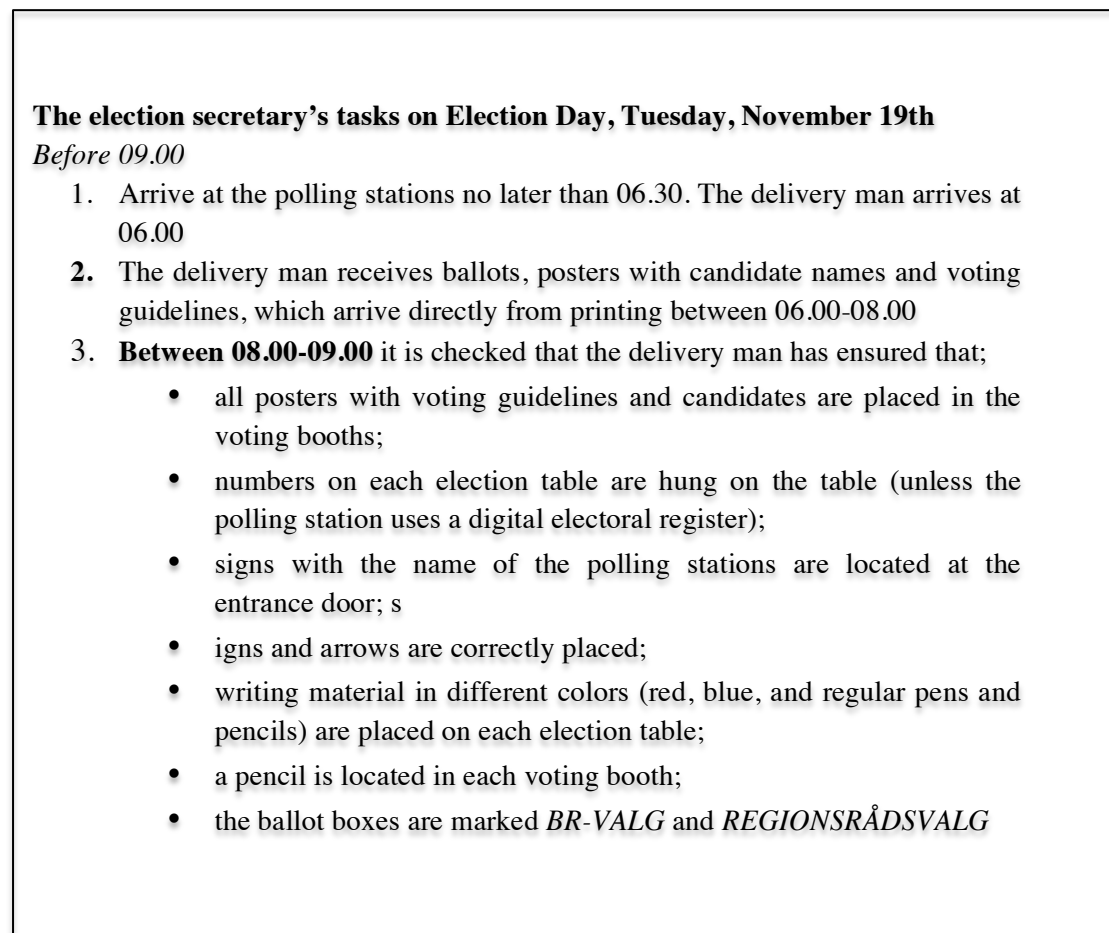 The election secretary’s tasks on Election Day, Tuesday, November 19th
Before 09.00
1. Arrive at the polling stations no later than 06.30. The delivery man arrives at
06.00
2. The delivery man receives ballots, posters with candidate names and voting
guidelines, which arrive directly from printing between 06.00-08.00
3. Between 08.00-09.00 it is checked that the delivery man has ensured that;
• all posters with voting guidelines and candidates are placed in the
voting booths;
• numbers on each election table are hung on the table (unless the
polling station uses a digital electoral register);
• signs with the name of the polling stations are located at the
entrance door; s
• igns and arrows are correctly placed;
• writing material in different colors (red, blue, and regular pens and
pencils) are placed on each election table;
• a pencil is located in each voting booth;
• the ballot boxes are marked BR-VALG and REGIONSRÅDSVALG